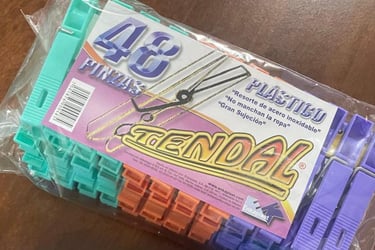 48
PINZAS
PLASTICO
"Resorte de acero inoxidable"
"No manchan la ropa"
"Gran Sujeción"
TENDAL®